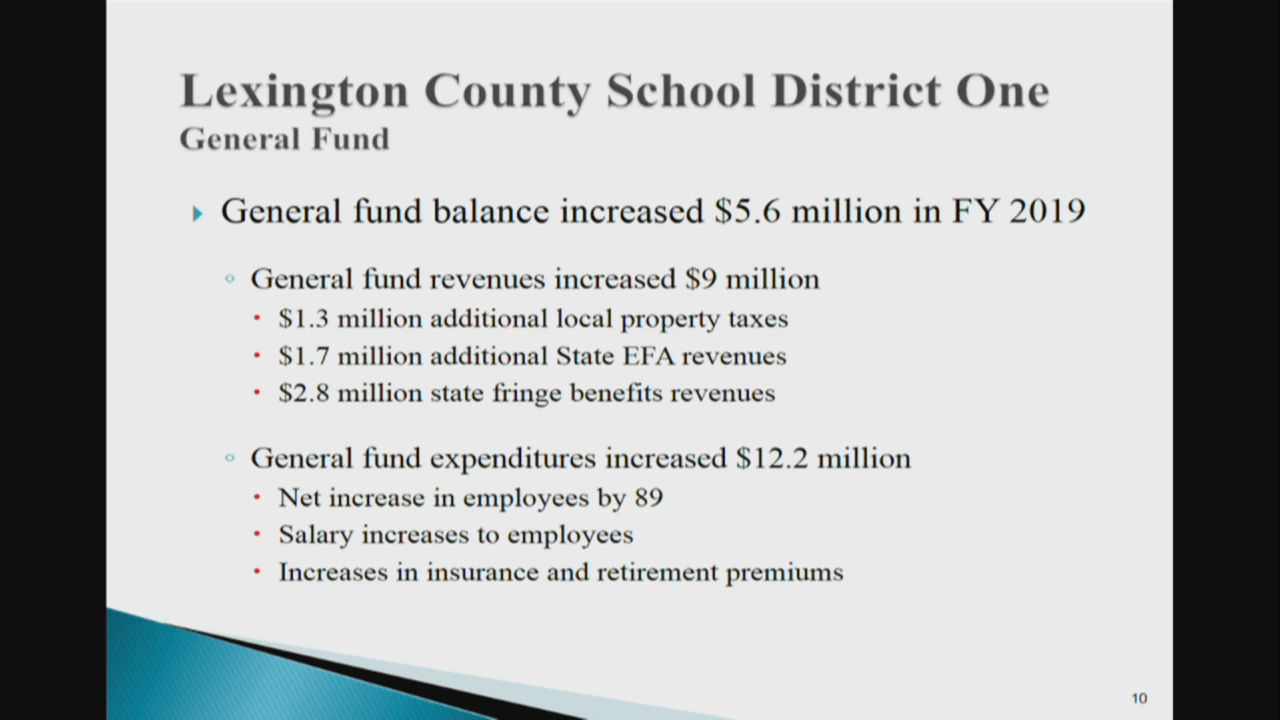 Lexington County School District One
General Fund
General fund balance increased $5.6 million in FY 2019
General fund revenues increased $9 million
$1.3 million additional local property taxes
$1.7 million additional State EFA revenues
$2.8 million state fringe benefits revenues
General fund expenditures increased $12.2 million
Net increase in employees by 89
Salary increases to employees
Increases in insurance and retirement premiums
10